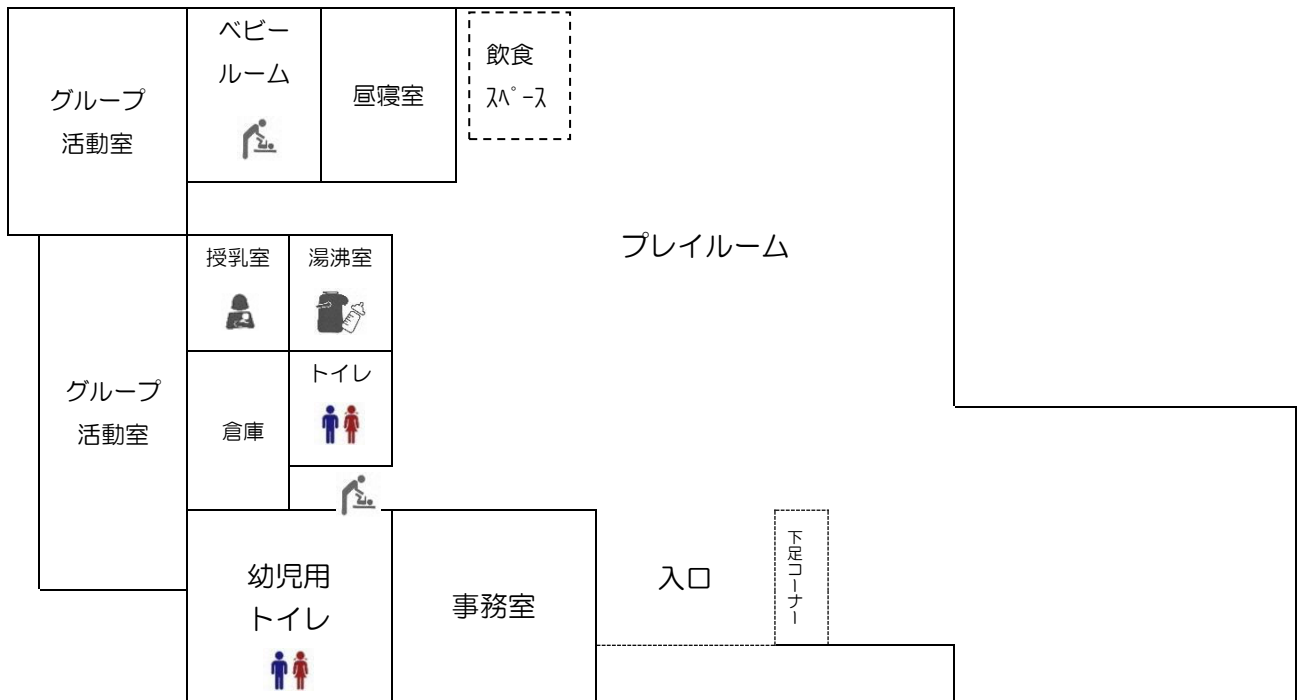 ベビー
ルーム
グループ
活動室
昼寝室
飲食
ｽﾍﾟｰｽ
プレイルーム
授乳室
湯沸室
グループ
活動室
トイレ
倉庫
幼児用
トイレ
事務室
入口
下足コーナー